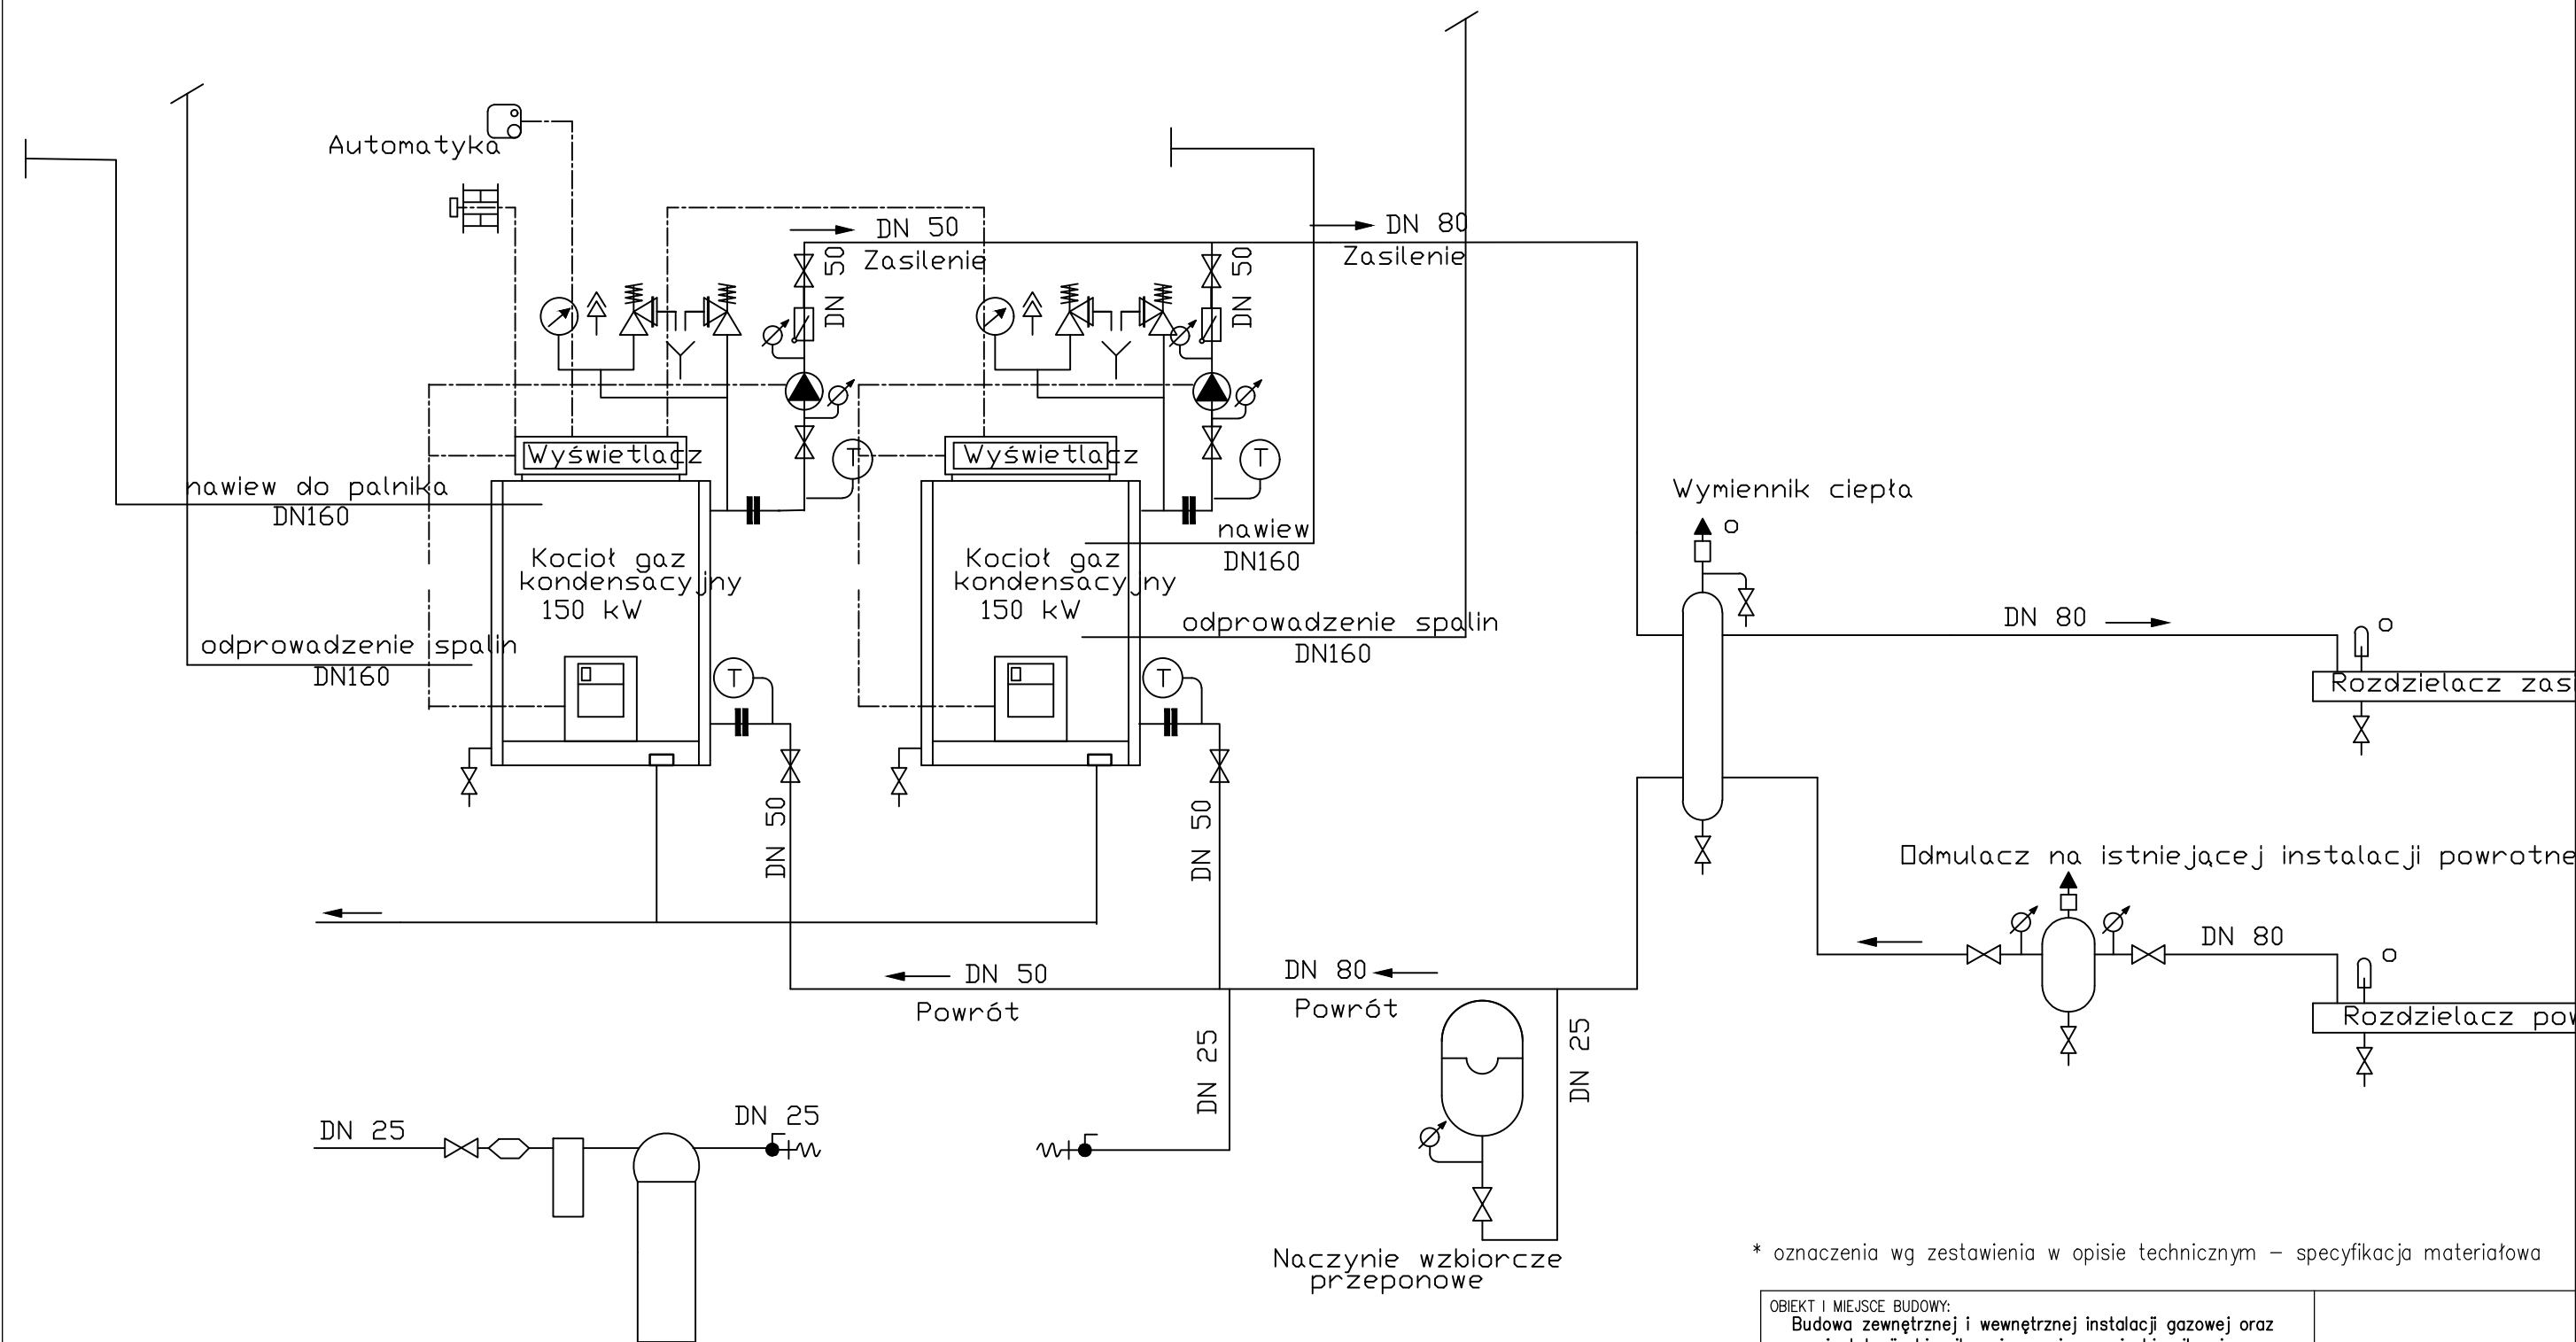 Automatyka
DN 50
Zasilenie
DN 50
DN 80
Zasilenie
DN 50
Wyświetlacz
T
Wyświetlacz
T
nawiew do palnika
DN160
Wymiennik ciepła
nawiew
DN160
Kocioł gaz
kondensacyjny
150 kW
Kocioł gaz
kondensacyjny
150 kW
odprowadzenie spalin
DN160
odprowadzenie spalin
DN160
DN 80
T
T
Rozdzielacz zas
DN 50
DN 50
Odmulacz na istniejącej instalacji powrotne
DN 80
DN 50
Powrót
DN 80
Powrót
Rozdzielacz pow
DN 25
DN 25
DN 25
DN 25
Naczynie wzbiorcze
przeponowe
* oznaczenia wg zestawienia w opisie technicznym – specyfikacja materiałowa
OBIEKT I MIEJSCE BUDOWY:
Budowa zewnętrznej i wewnętrznej instalacji gazowej oraz